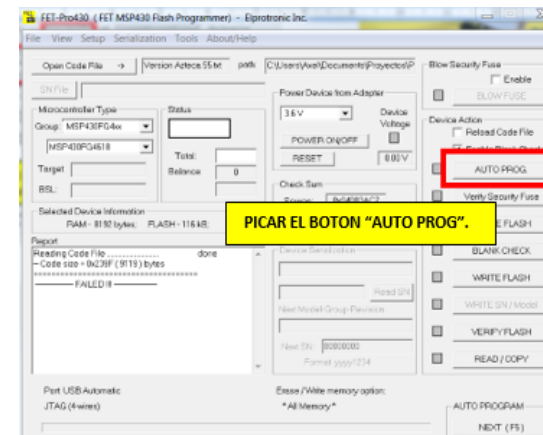 FET-Pro430 ( FET MSP430 Flash Programmer) - Elprotronic Inc.
File View Setup Serialization Tools About/Help
Open Code File -> Version Azteca 55.txt path C:\Users\Axel\Documents\Proyectos\P
SN File
Microcontroller Type
Group: MSP430FG4xx
MSP430FG4618
Target
BSL:
Status
Total:
Balance 0
Power Device from Adapter
3.6 V
Device Voltage
POWER ON/OFF
RESET 0.00 V
Check Sum
Blow Security Fuse
Enable
BLOW FUSE
Device Action
Reload Code File
AUTO PROG.
Verify Security Fuse
PICAR EL BOTON “AUTO PROG”.
FLASH
BLANK CHECK
WRITE FLASH
WRITE SN / Model
VERIFY FLASH
READ / COPY
Selected Device Information
RAM - 8192 bytes; FLASH - 116 kB;
Report
Reading Code File ................... done
-- Code size = 0x239F ( 9119 ) bytes
FAILED !!!
Device Serialization
Read SN
Next Model-Group-Revision
Next SN: 00000000
Format: yyyy1234
Port: USB Automatic
JTAG (4-wires)
Erase / Write memory option:
* All Memory *
AUTO PROGRAM
NEXT (F5)